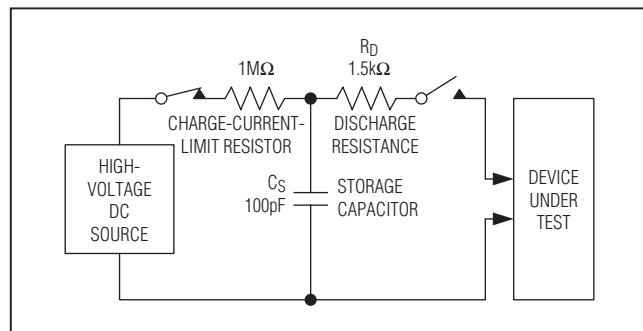 1MΩ
CHARGE-CURRENT-
LIMIT RESISTOR
RD
1.5kΩ
DISCHARGE
RESISTANCE
HIGH-
VOLTAGE
DC
SOURCE
CS
100pF
STORAGE
CAPACITOR
DEVICE
UNDER
TEST